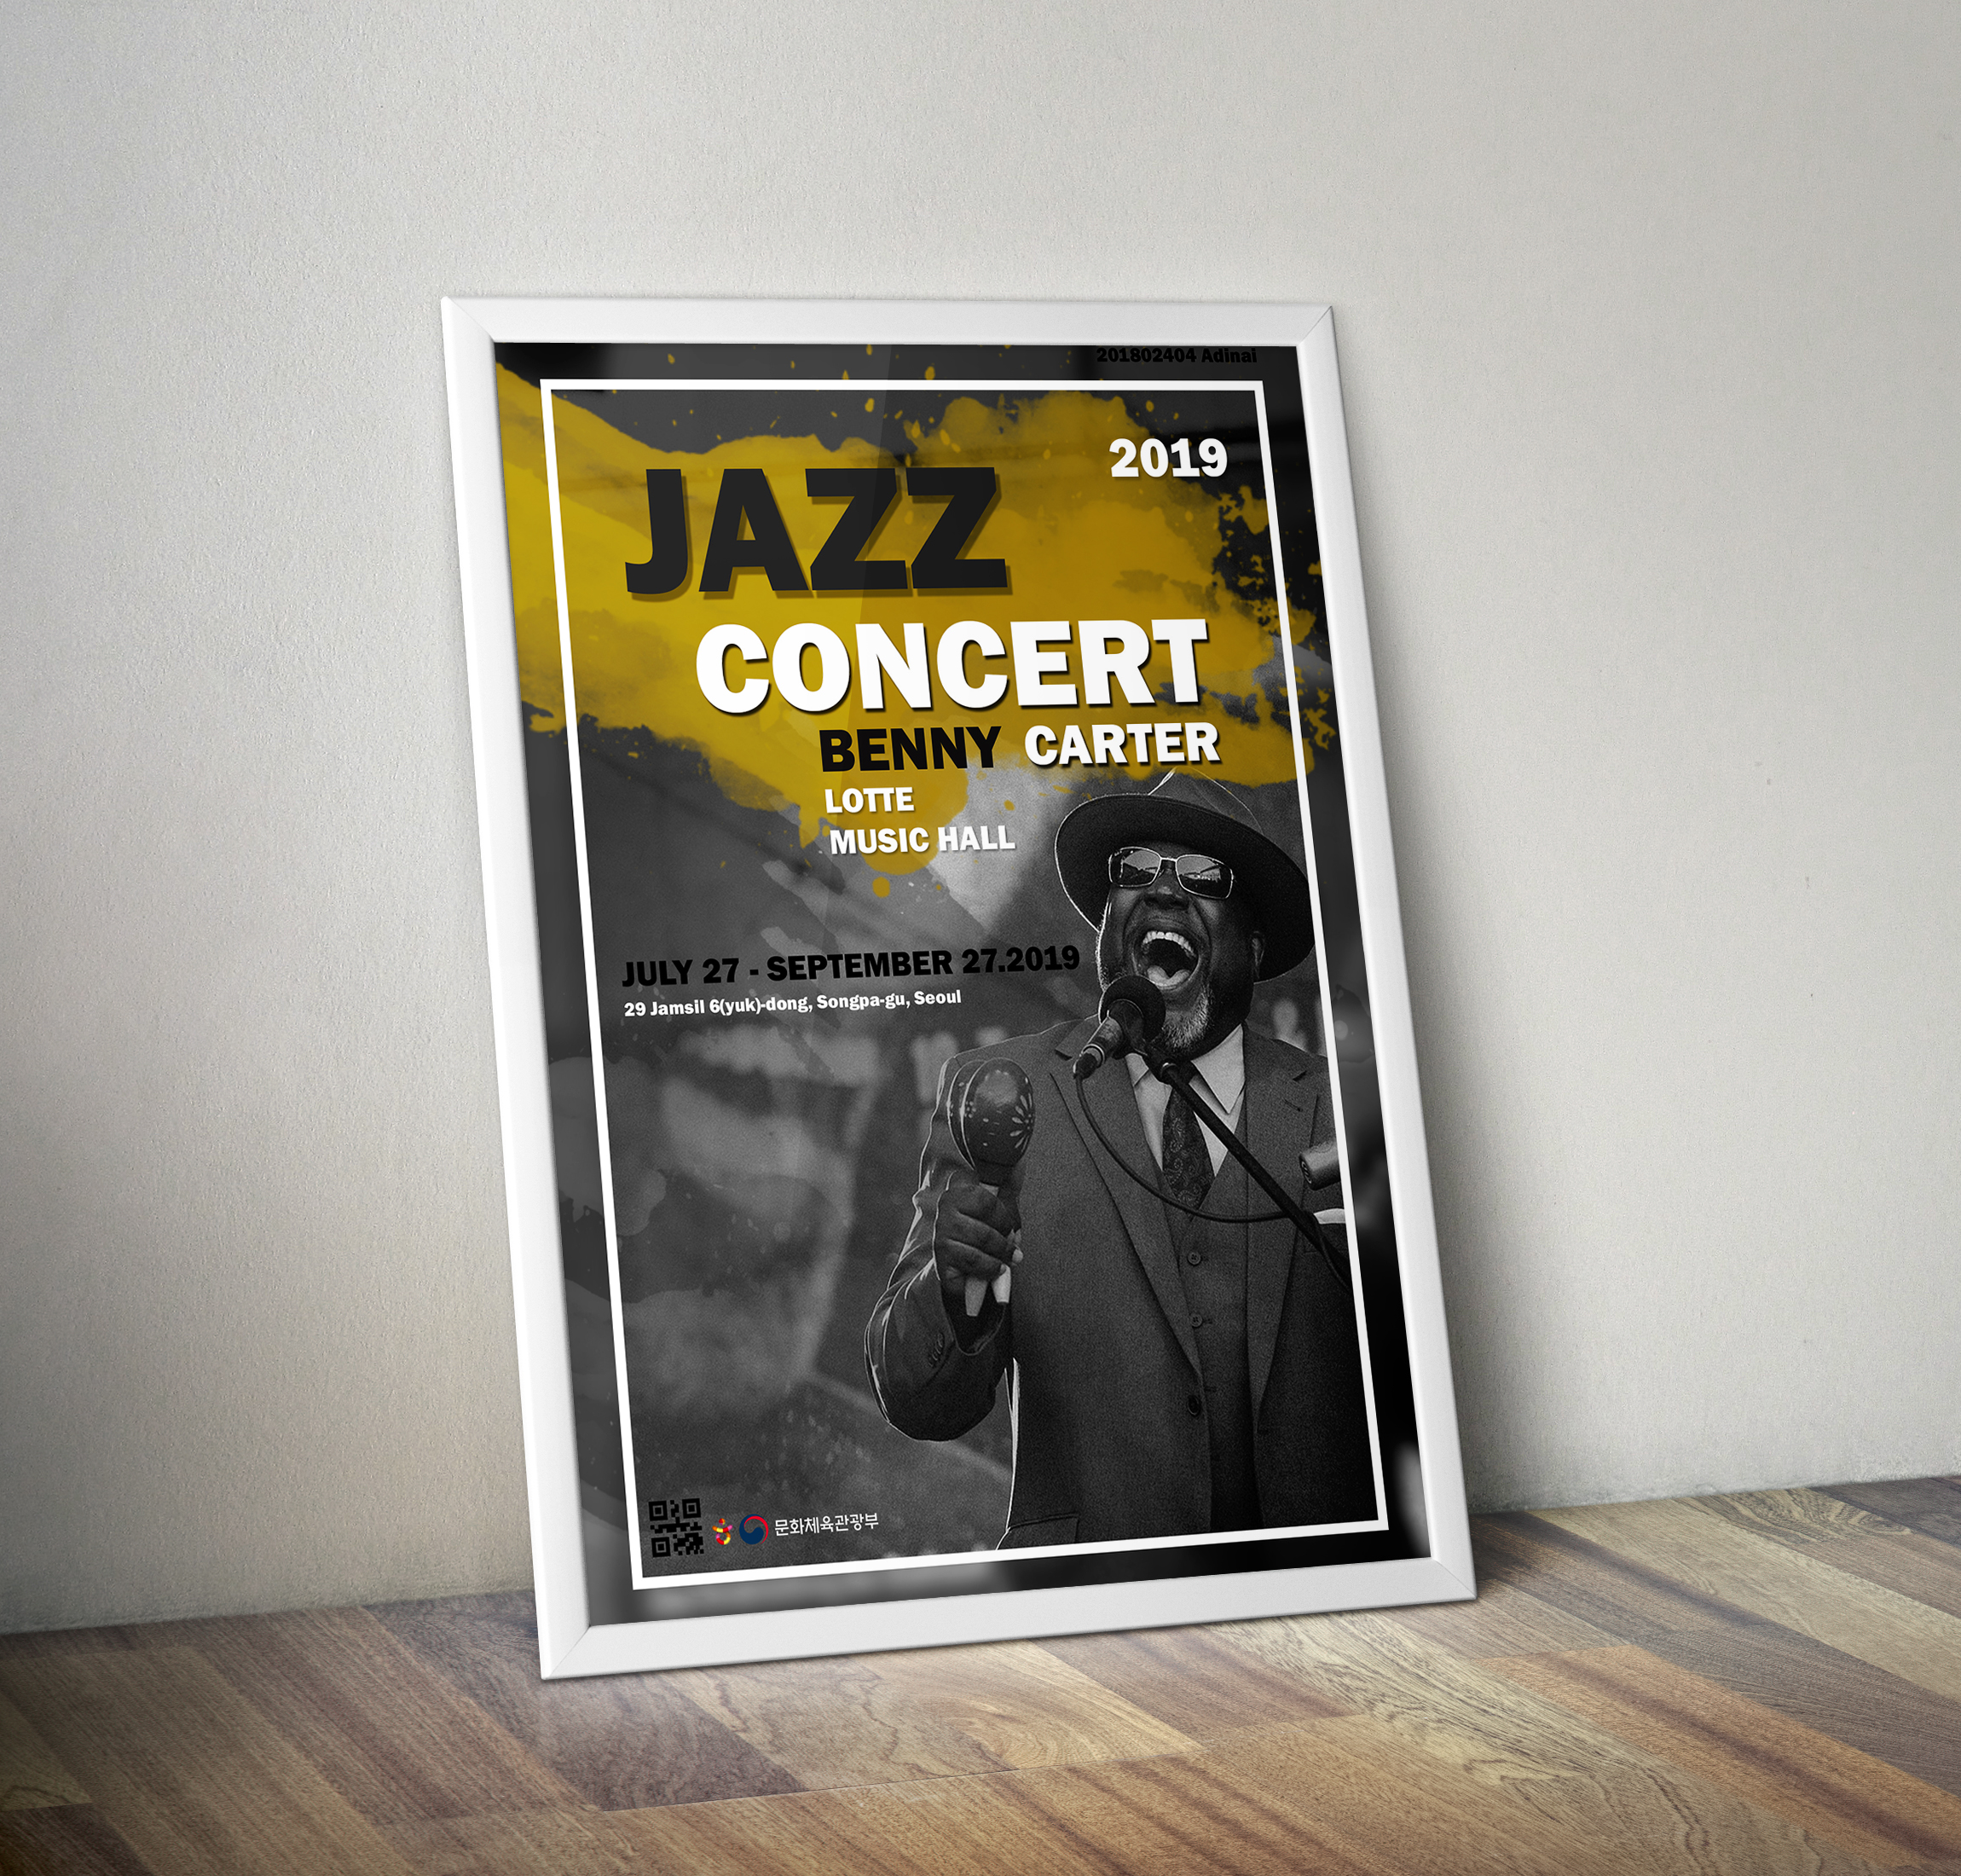 201802404 Adinai
2019
JAZZ
CONCERT
BENNY CARTER
LOTTE
MUSIC HALL
JULY 27 - SEPTEMBER 27.2019
29 Jamsil 6(yuk)-dong, Songpa-gu, Seoul
문화체육관광부